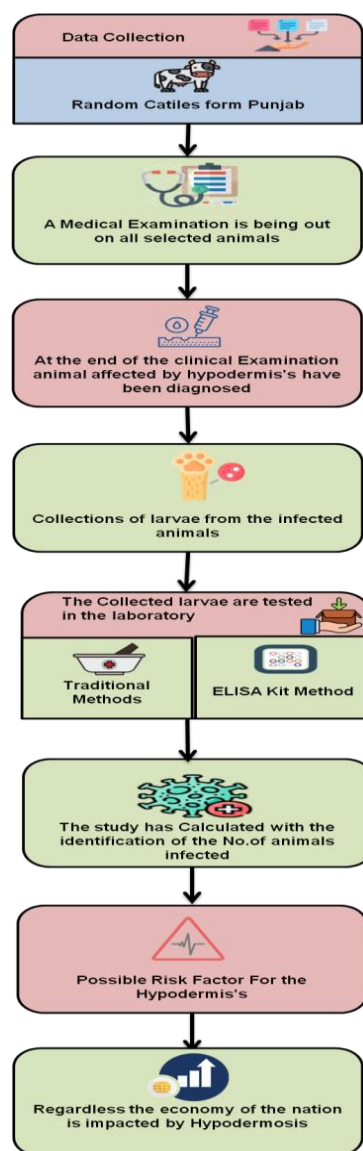 Data Collection
Random Catiles form Punjab
A Medical Examination is being out
on all selected animals
At the end of the clinical Examination
animal affected by hypodermis's have
been diagnosed
Collections of larvae from the infected
animals
The Collected larvae are tested
in the laboratory
Traditional
Methods
ELISA Kit Method
The study has Calculated with the
identification of the No.of animals
infected
Possible Risk Factor For the
Hypodermis's
Regardless the economy of the nation
is impacted by Hypodermosis